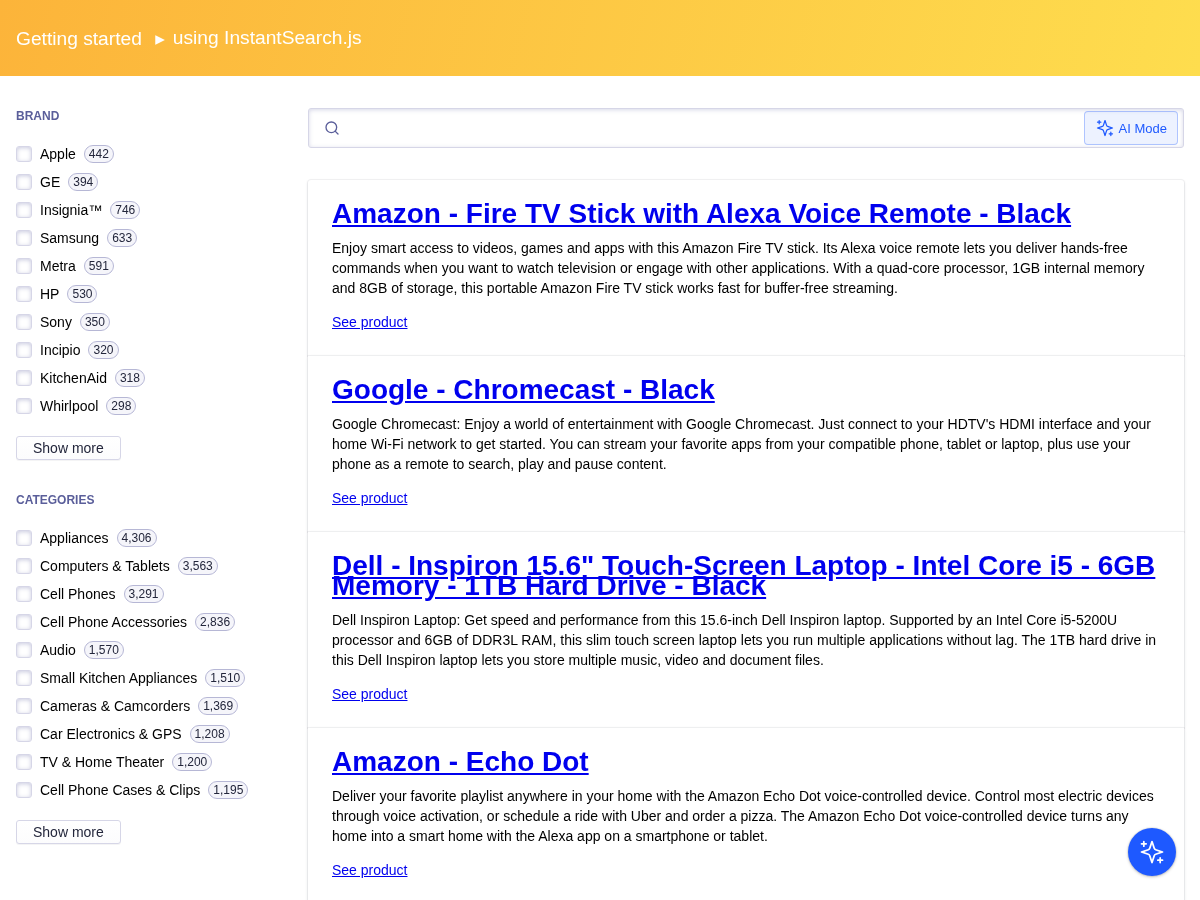 Getting started ▸ using InstantSearch.js
AI Mode
BRAND
Apple 442
GE 394
Insignia™ 746
Samsung 633
Metra 591
HP 530
Sony 350
Incipio 320
KitchenAid 318
Whirlpool 298
Show more
CATEGORIES
Appliances 4,306
Computers & Tablets 3,563
Cell Phones 3,291
Cell Phone Accessories 2,836
Audio 1,570
Small Kitchen Appliances 1,510
Cameras & Camcorders 1,369
Car Electronics & GPS 1,208
TV & Home Theater 1,200
Cell Phone Cases & Clips 1,195
Show more
Amazon - Fire TV Stick with Alexa Voice Remote - Black
Enjoy smart access to videos, games and apps with this Amazon Fire TV stick. Its Alexa voice remote lets you deliver hands-free
commands when you want to watch television or engage with other applications. With a quad-core processor, 1GB internal memory
and 8GB of storage, this portable Amazon Fire TV stick works fast for buffer-free streaming.
See product
Google - Chromecast - Black
Google Chromecast: Enjoy a world of entertainment with Google Chromecast. Just connect to your HDTV's HDMI interface and your
home Wi-Fi network to get started. You can stream your favorite apps from your compatible phone, tablet or laptop, plus use your
phone as a remote to search, play and pause content.
See product
Dell - Inspiron 15.6" Touch-Screen Laptop - Intel Core i5 - 6GB
Memory - 1TB Hard Drive - Black
Dell Inspiron Laptop: Get speed and performance from this 15.6-inch Dell Inspiron laptop. Supported by an Intel Core i5-5200U
processor and 6GB of DDR3L RAM, this slim touch screen laptop lets you run multiple applications without lag. The 1TB hard drive in
this Dell Inspiron laptop lets you store multiple music, video and document files.
See product
Amazon - Echo Dot
Deliver your favorite playlist anywhere in your home with the Amazon Echo Dot voice-controlled device. Control most electric devices
through voice activation, or schedule a ride with Uber and order a pizza. The Amazon Echo Dot voice-controlled device turns any
home into a smart home with the Alexa app on a smartphone or tablet.
See product